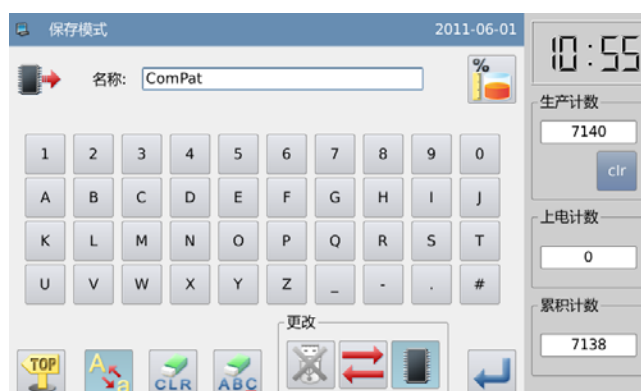 保存模式 2011-06-01
10:55
名称: ComPat
%
生产计数
7140
clr
1 2 3 4 5 6 7 8 9 0
A B C D E F G H I J
上电计数
K L M N O P Q R S T
0
U V W X Y Z _ - . #
累积计数
更改
7138
TOP
A a
CLR
ABC